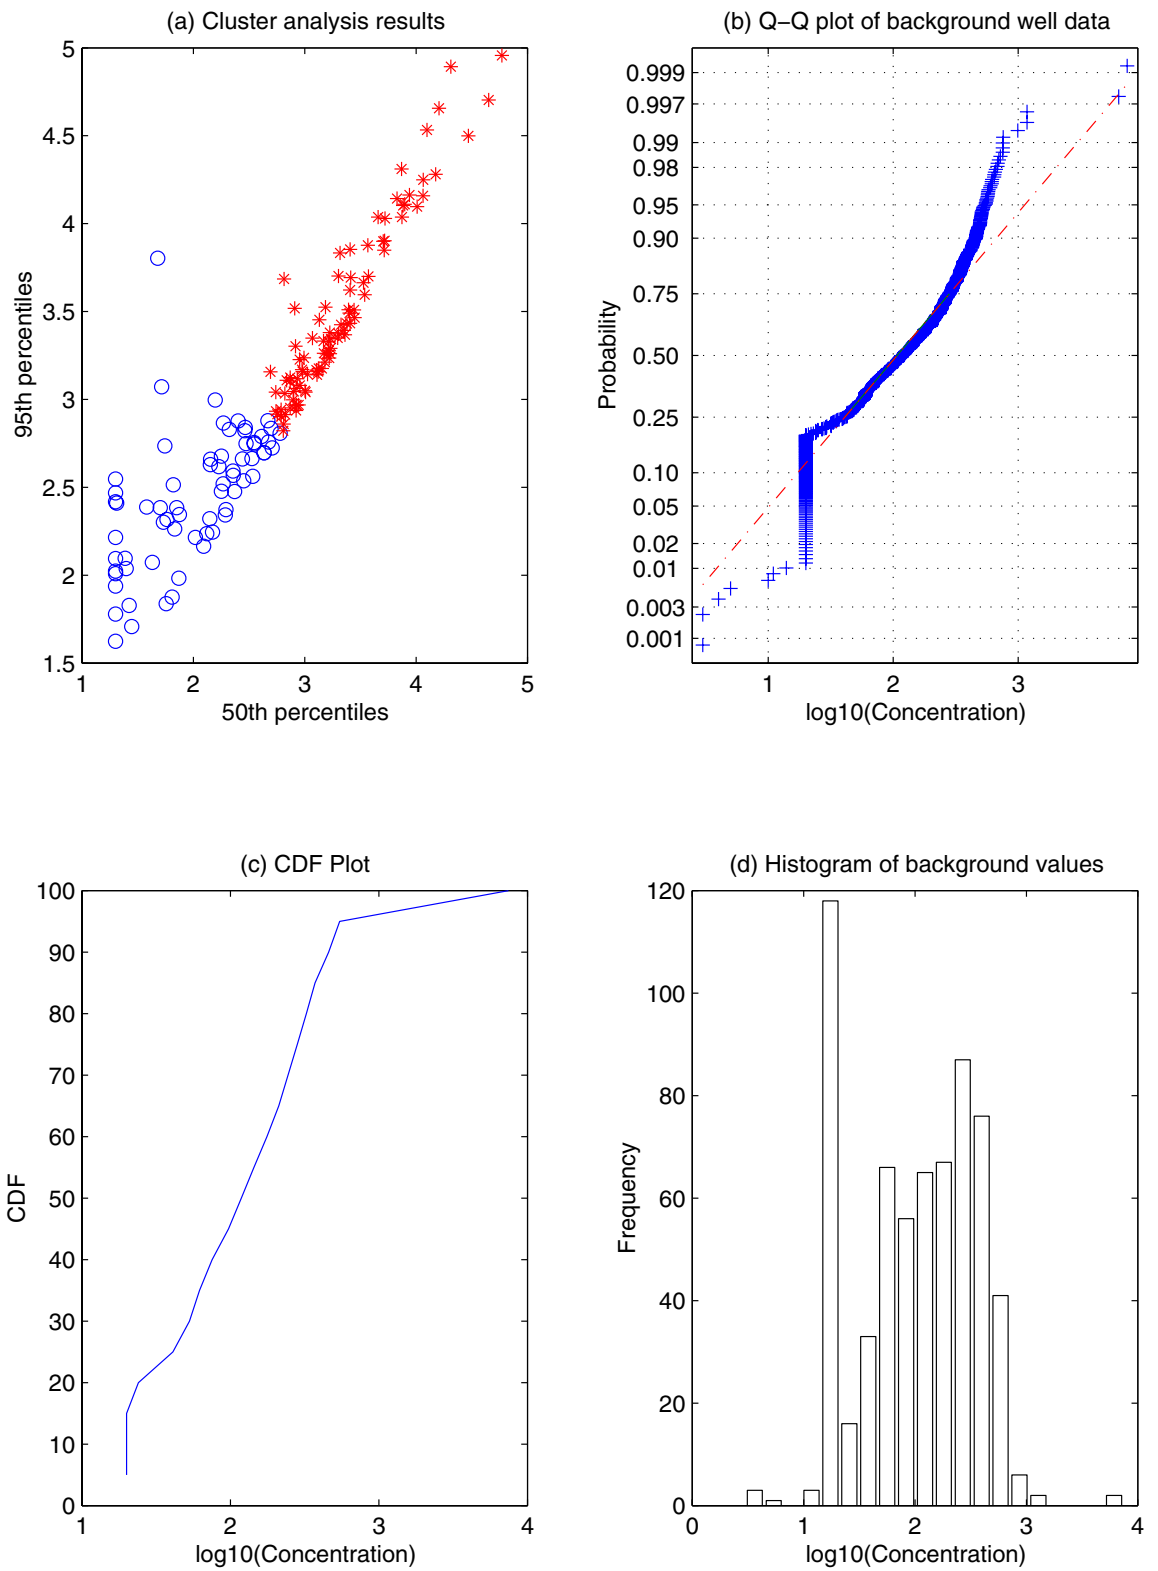 (a) Cluster analysis results
5
4.5
4
3.5
3
2.5
2
1.5
95th percentiles
1 2 3 4 5
50th percentiles
(b) Q−Q plot of background well data
0.999
0.997
0.99
0.98
0.95
0.90
0.75
0.50
0.25
0.10
0.05
0.02
0.01
0.003
0.001
Probability
1 2 3
log10(Concentration)
(c) CDF Plot
100
90
80
70
60
50
40
30
20
10
0
CDF
1 2 3 4
log10(Concentration)
(d) Histogram of background values
120
100
80
60
40
20
0
Frequency
0 1 2 3 4
log10(Concentration)